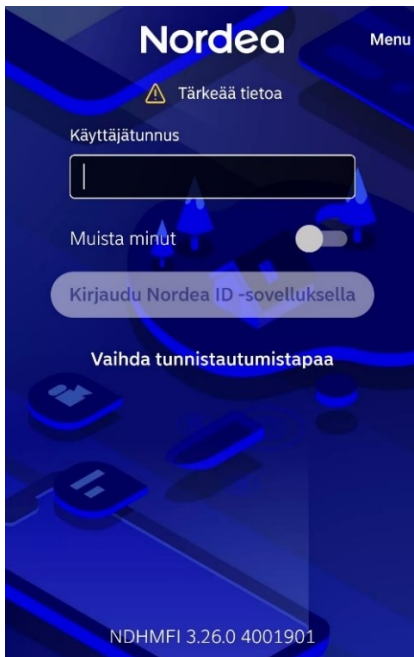 Nordea
Menu
Tärkeää tietoa
Käyttäjätunnus
Muista minut
Kirjaudu Nordea ID -sovelluksella
Vaihda tunnistautumistapaa
NDHMFI 3.26.0 4001901